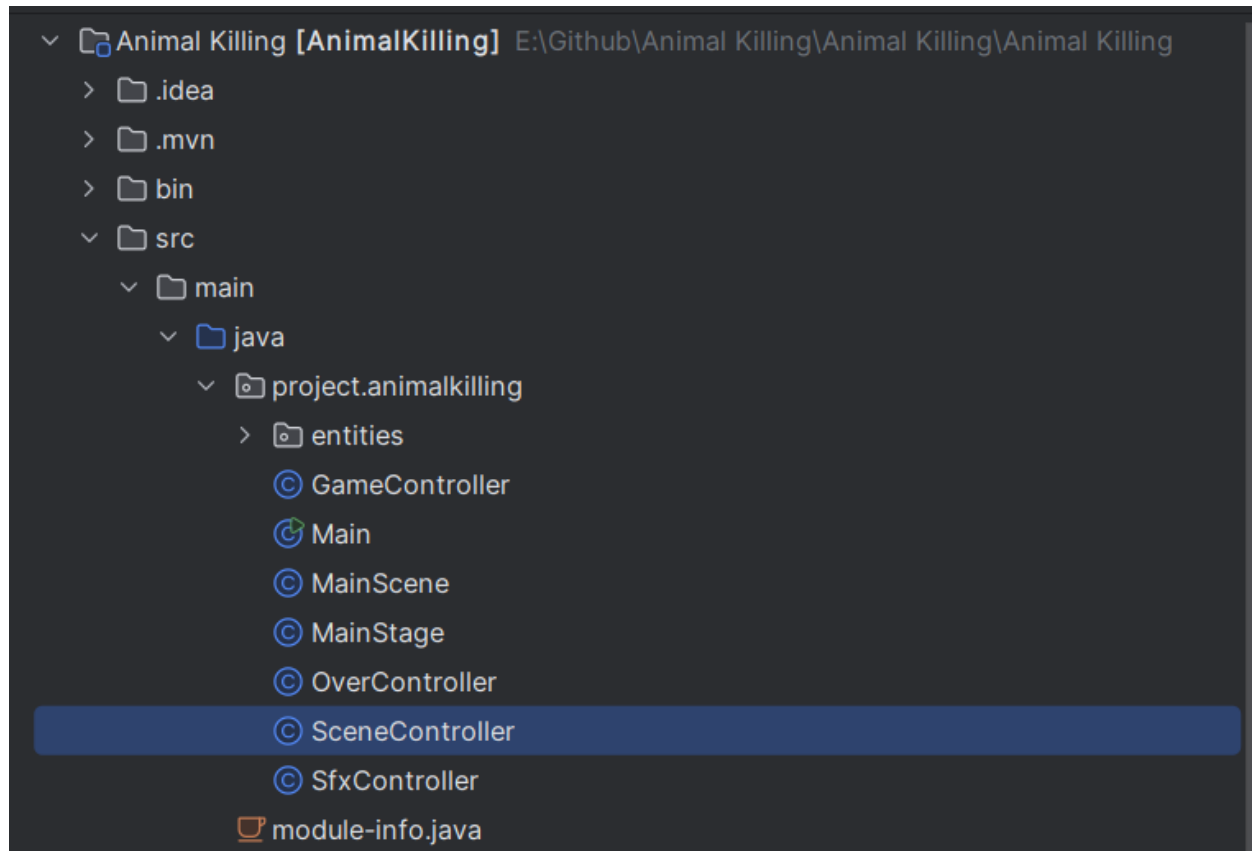 Animal Killing [AnimalKilling] E:\Github\Animal Killing\Animal Killing\Animal Killing
.idea
.mvn
bin
src
main
java
project.animalkilling
entities
GameController
Main
MainScene
MainStage
OverController
SceneController
SfxController
module-info.java